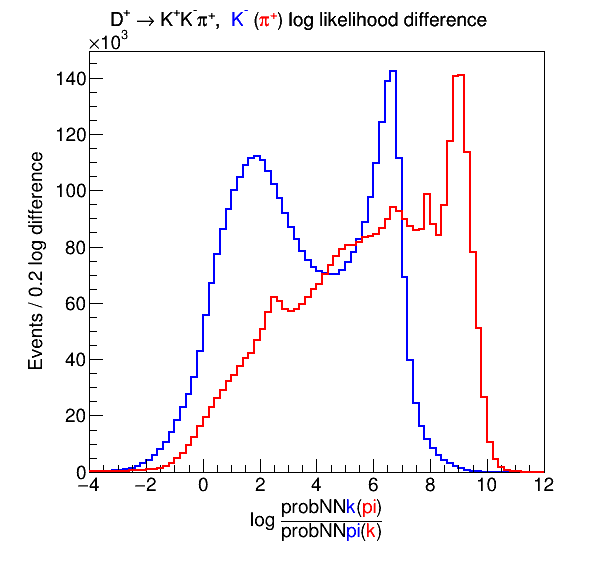 D⁺ → K⁺K⁻π⁺, K⁻ (π⁺) log likelihood difference
×10³
140
120
100
80
60
40
20
0
Events / 0.2 log difference
−4 −2 0 2 4 6 8 10 12
log probNNk(pi)
probNNpi(k)